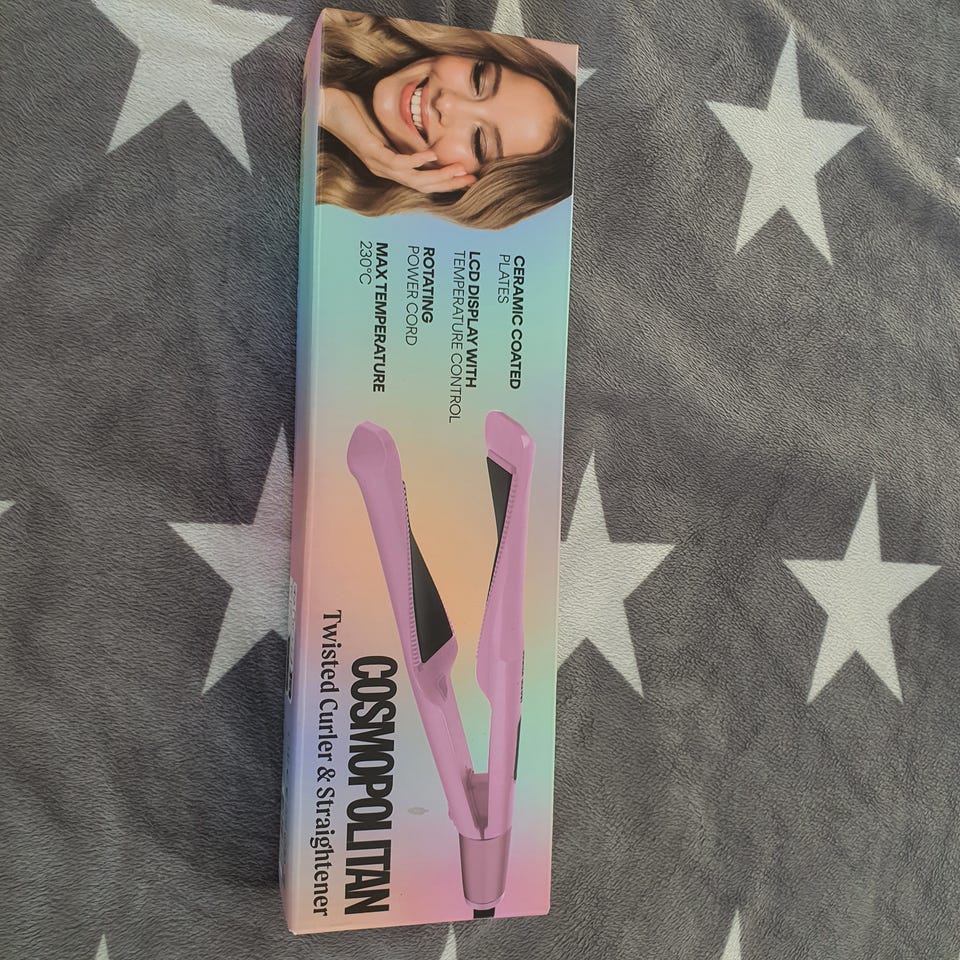 CERAMIC COATED
PLATES
LCD DISPLAY WITH
TEMPERATURE CONTROL
ROTATING
POWER CORD
MAX TEMPERATURE
230°C
COSMOPOLITAN
Twisted Curler & Straightener